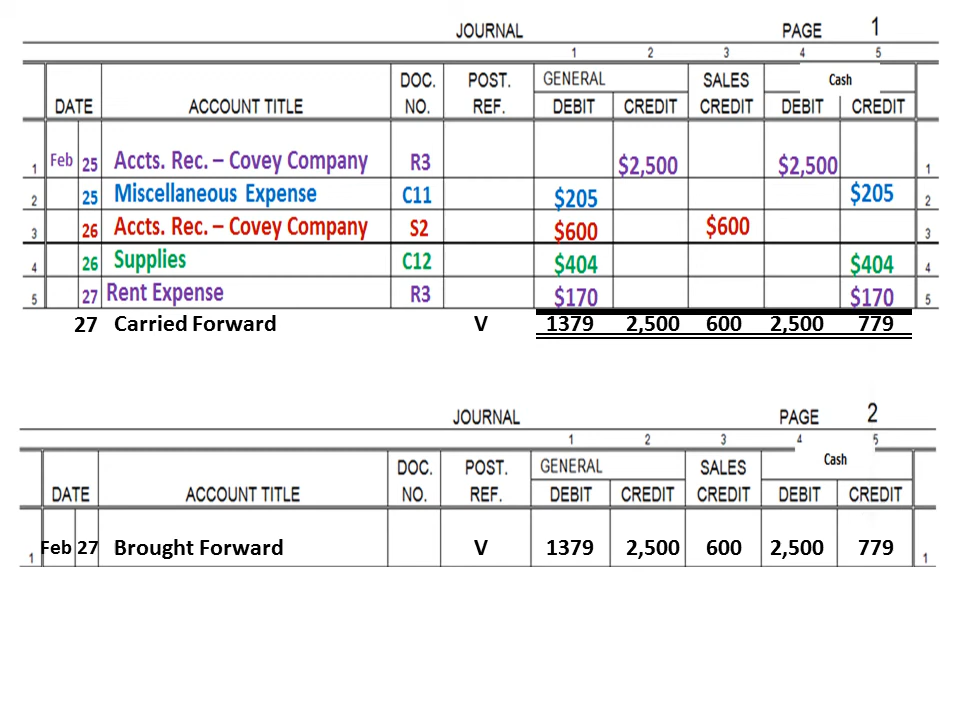 JOURNAL PAGE 1
1 2 3 4 5
DOC. POST. GENERAL SALES Cash
DATE ACCOUNT TITLE NO. REF. DEBIT CREDIT CREDIT DEBIT CREDIT
1 Feb 25 Accts. Rec. – Covey Company R3 $2,500 $2,500 1
2 25 Miscellaneous Expense C11 $205 $205 2
3 26 Accts. Rec. – Covey Company S2 $600 $600 3
4 26 Supplies C12 $404 $404 4
5 27 Rent Expense R3 $170 $170 5
27 Carried Forward V 1379 2,500 600 2,500 779
JOURNAL PAGE 2
1 2 3 4 5
DOC. POST. GENERAL SALES Cash
DATE ACCOUNT TITLE NO. REF. DEBIT CREDIT CREDIT DEBIT CREDIT
1 Feb 27 Brought Forward V 1379 2,500 600 2,500 779 1